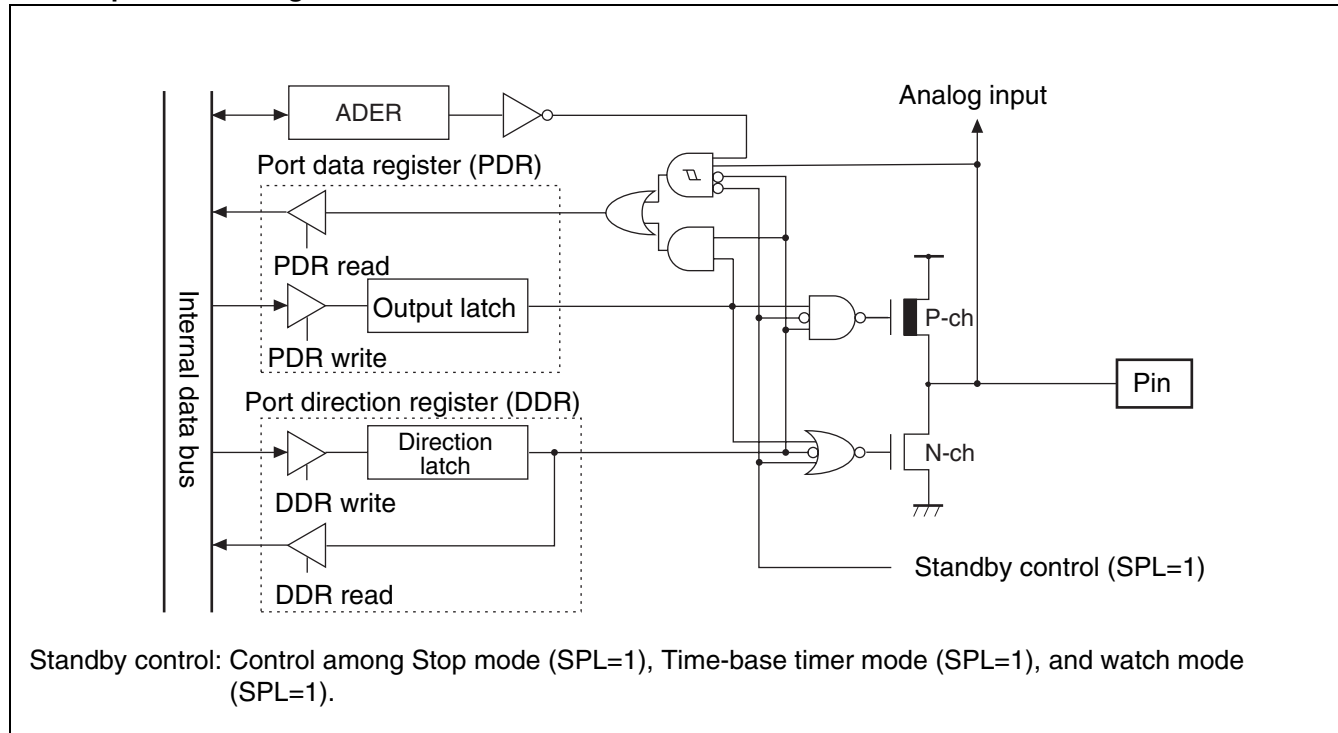 Analog input
ADER
Port data register (PDR)
PDR read
Output latch
PDR write
P-ch
Pin
Internal data bus
Port direction register (DDR)
Direction
latch
N-ch
DDR write
Standby control (SPL=1)
DDR read
Standby control: Control among Stop mode (SPL=1), Time-base timer mode (SPL=1), and watch mode
(SPL=1).